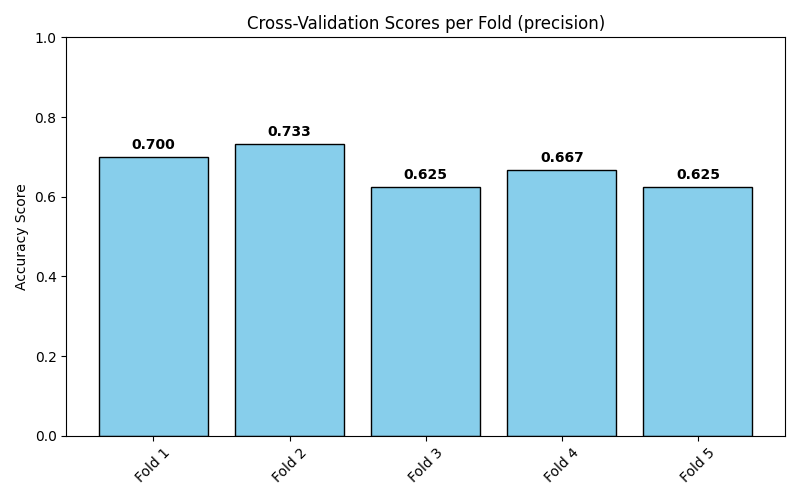 Cross-Validation Scores per Fold (precision)
1.0
0.8
0.6
0.4
0.2
0.0
Accuracy Score
0.700
0.733
0.625
0.667
0.625
Fold 1
Fold 2
Fold 3
Fold 4
Fold 5